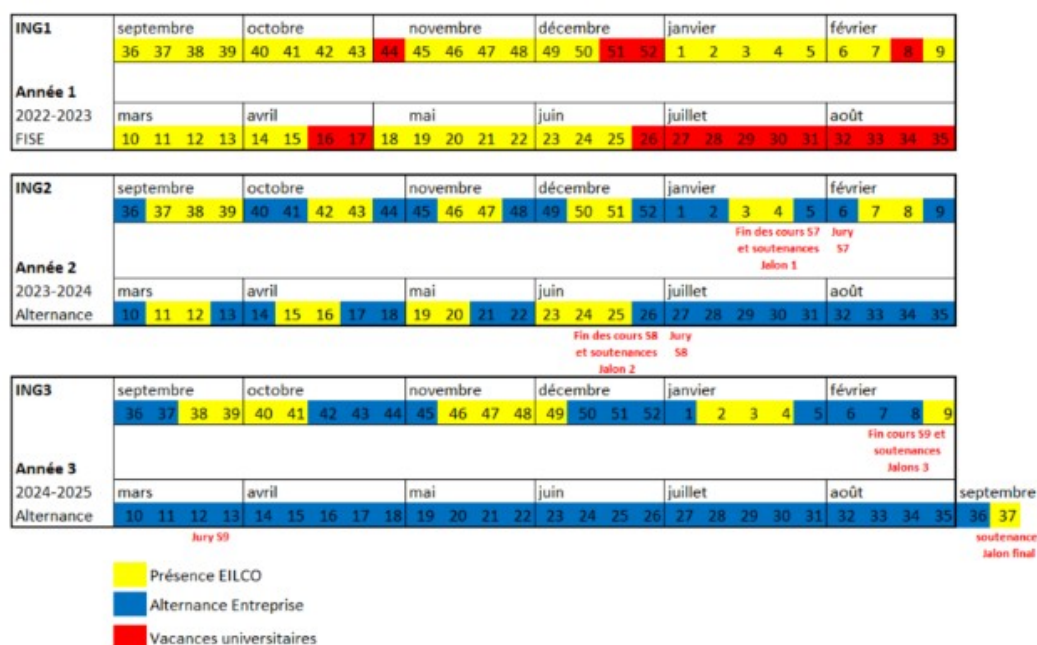 ING1 septembre octobre novembre décembre janvier février
36 37 38 39 40 41 42 43 44 45 46 47 48 49 50 51 52 1 2 3 4 5 6 7 8 9
Année 1
2022-2023 mars avril mai juin juillet août
FISE 10 11 12 13 14 15 16 17 18 19 20 21 22 23 24 25 26 27 28 29 30 31 32 33 34 35
ING2 septembre octobre novembre décembre janvier février
36 37 38 39 40 41 42 43 44 45 46 47 48 49 50 51 52 1 2 3 4 5 6 7 8 9
Fin des cours S7 Jury
et soutenances S7
Jalon 1
Année 2
2023-2024 mars avril mai juin juillet août
Alternance 10 11 12 13 14 15 16 17 18 19 20 21 22 23 24 25 26 27 28 29 30 31 32 33 34 35
Fin des cours S8 Jury
et soutenances S8
Jalon 2
ING3 septembre octobre novembre décembre janvier février
36 37 38 39 40 41 42 43 44 45 46 47 48 49 50 51 52 1 2 3 4 5 6 7 8 9
Fin cours S9 et
soutenances
Jalons 3
Année 3
2024-2025 mars avril mai juin juillet août septembre
Alternance 10 11 12 13 14 15 16 17 18 19 20 21 22 23 24 25 26 27 28 29 30 31 32 33 34 35 36 37
Jury S9 soutenance
Jalon final
Présence EILCO
Alternance Entreprise
Vacances universitaires